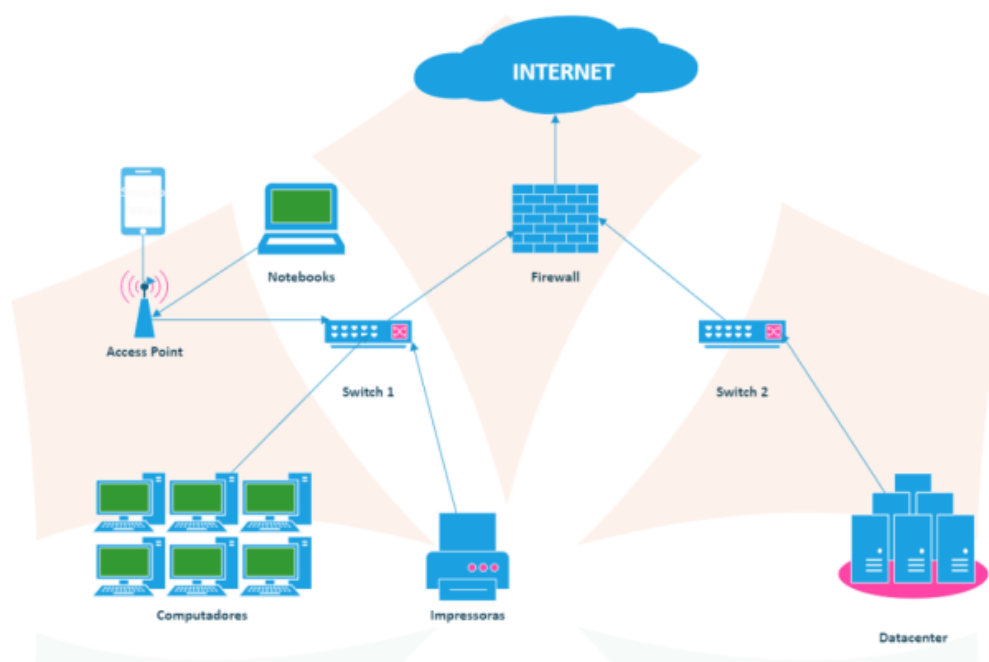 INTERNET
Notebooks
Firewall
Access Point
Switch 1
Switch 2
Computadores
Impressoras
Datacenter